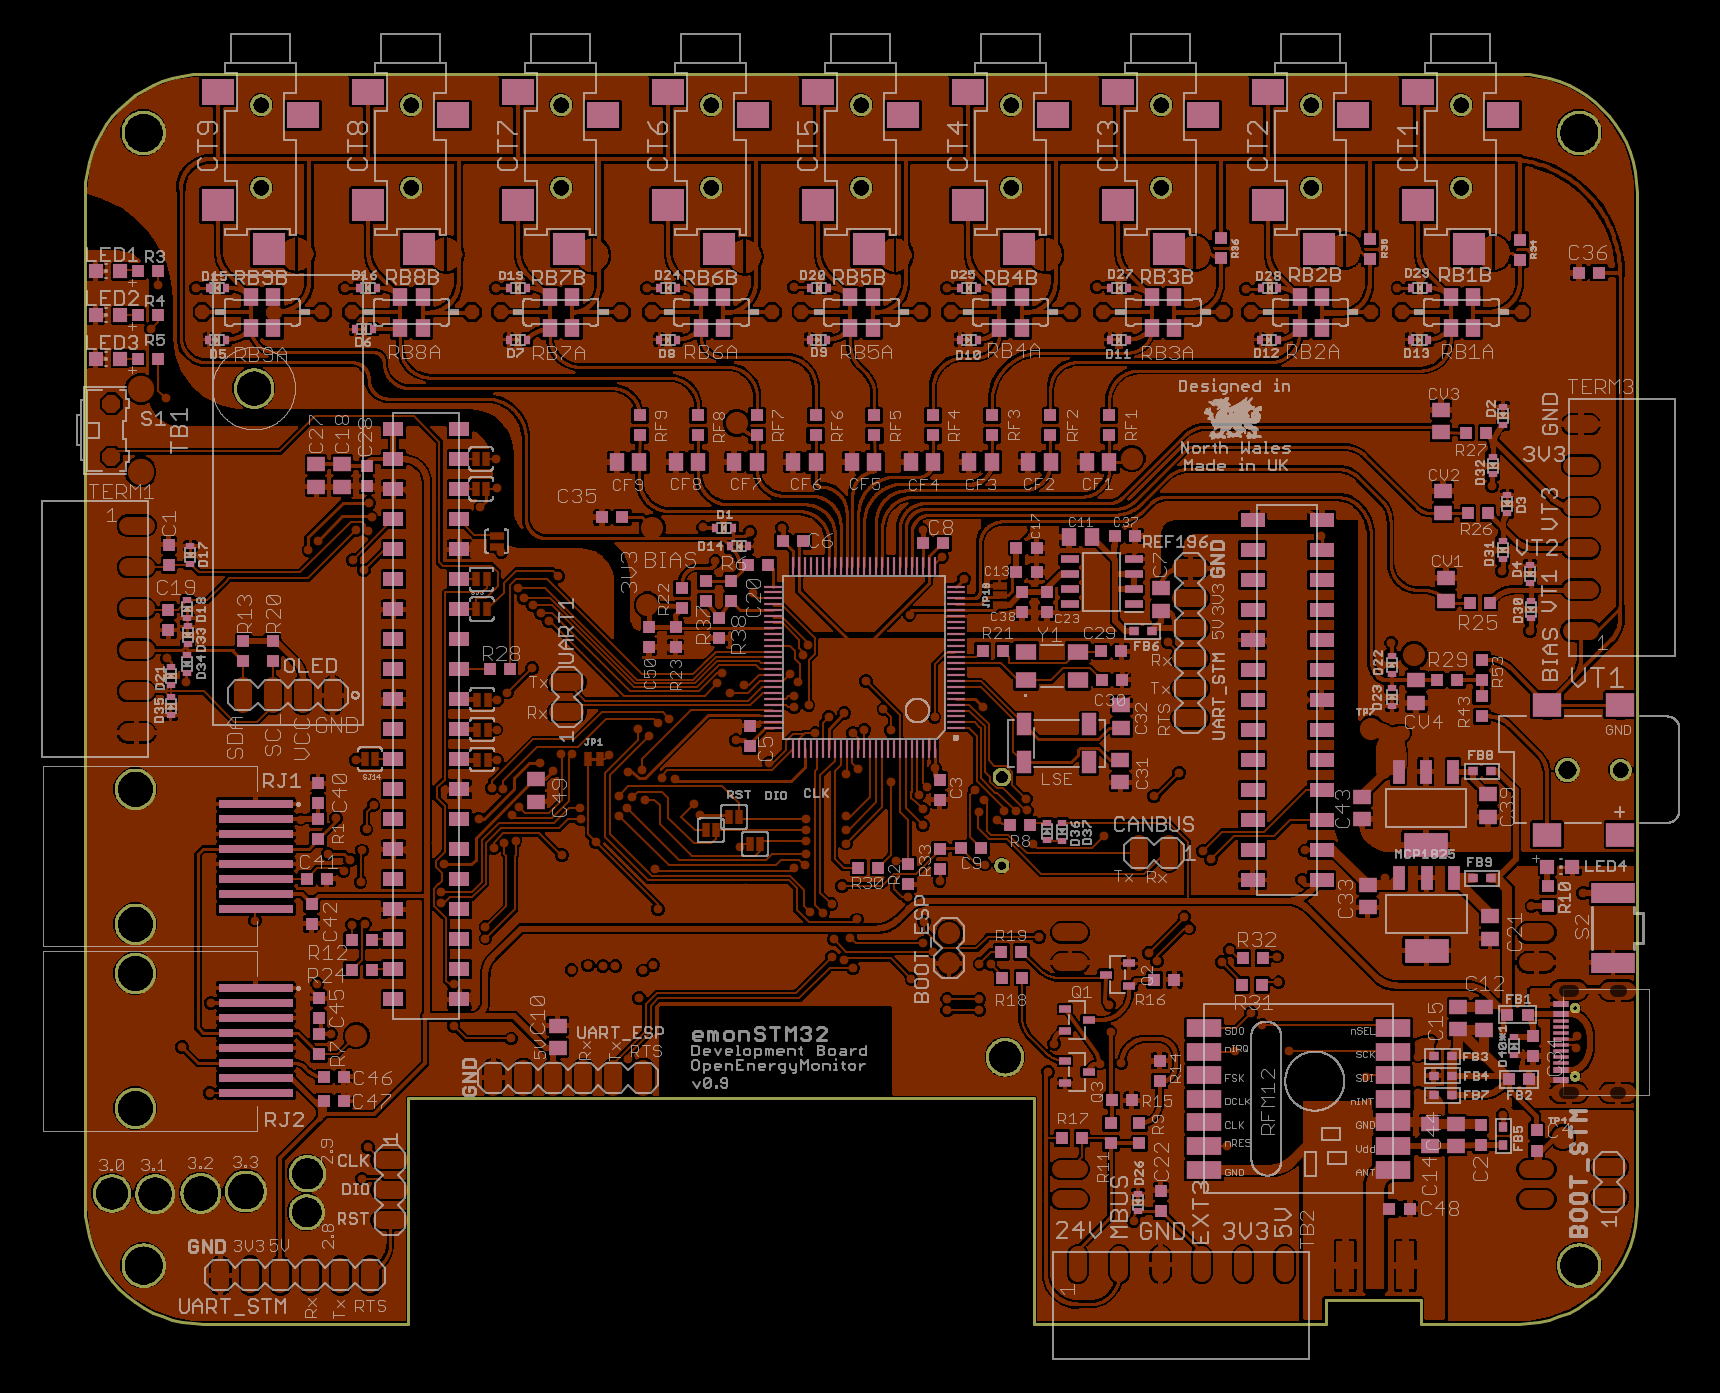 CT9
CT8
CT7
CT6
CT5
CT4
CT3
CT2
CT1
LED1 R3
LED2 R4
LED3 R5
D15 RB9B
D16 RB8B
D19 RB7B
D24 RB6B
D20 RB5B
D25 RB4B
D27 RB3B
R36
D28 RB2B
R35
D29 RB1B
R34
C36
D5 RB9A
D6 RB8A
D7 RB7A
D8 RB6A
D9 RB5A
D10 RB4A
D11 RB3A
D12 RB2A
D13 RB1A
S1
TB1
Designed in
North Wales
Made in UK
RF9
RF8
RF7
RF6
RF5
RF4
RF3
RF2
RF1
CF9
CF8
CF7
CF6
CF5
CF4
CF3
CF2
CF1
CV3
D2
R27
D32
CV2
D3
R26
D31
CV1
D4
R25
D30
TERM3
GND
3V3
VT3
VT2
VT1
BIAS
1
TERM1
1
C27
C18
C28
C1
D17
C19
D18
D33
D34
D21
D35
R13
R20
OLED
SDA
SCL
VCC
GND
SJ14
C35
3V3 BIAS
D1
D14
C6
C8
R6
C20
R22
R37
R38
C50
R23
R28
UART1
Tx
Rx
1
JP1
C49
C5
C3
RST DIO CLK
C17
C11
C37
C13
JP18
C38
C23
C7
REF196
GND
3V3
5V
FB6
R21
Y1
C29
C30
C32
C31
LSE
Rx
Tx
RTS
UART_STM
R8
D36
D37
CANBUS
1
Tx Rx
R30
R2
R33
C9
D22
D23
R29
CV4
TP7
R53
R43
VT1
GND
+
FB8
C43
C39
MCP1825
FB9
C33
C21
LED4
R10
S2
RJ1
C40
R1
C41
C42
R12
R24
C45
R7
C46
C47
RJ2
BOOT_ESP
R19
R18
Q1
Q2
R16
Q3
R32
R31
R14
R15
R17
R9
R11
C22
D26
C10
5V
UART_ESP
GND
Rx
Tx
RTS
emonSTM32
Development Board
OpenEnergyMonitor
v0.9
RFM12
SDO
nIRQ
FSK
DCLK
CLK
nRES
GND
nSEL
SCK
SDI
nINT
GND
Vdd
ANT
C12
C15
FB1
FB3
FB4
FB7
FB2
FB5
C44
C14
C2
C4
C48
BOOT_STM
1
3.0
3.1
3.2
3.3
2.9
2.8
CLK
DIO
RST
1
GND 3V3 5V
UART_STM
Rx
Tx
RTS
24V
MBUS
GND
EXT3
3V3
5V
TB2
1